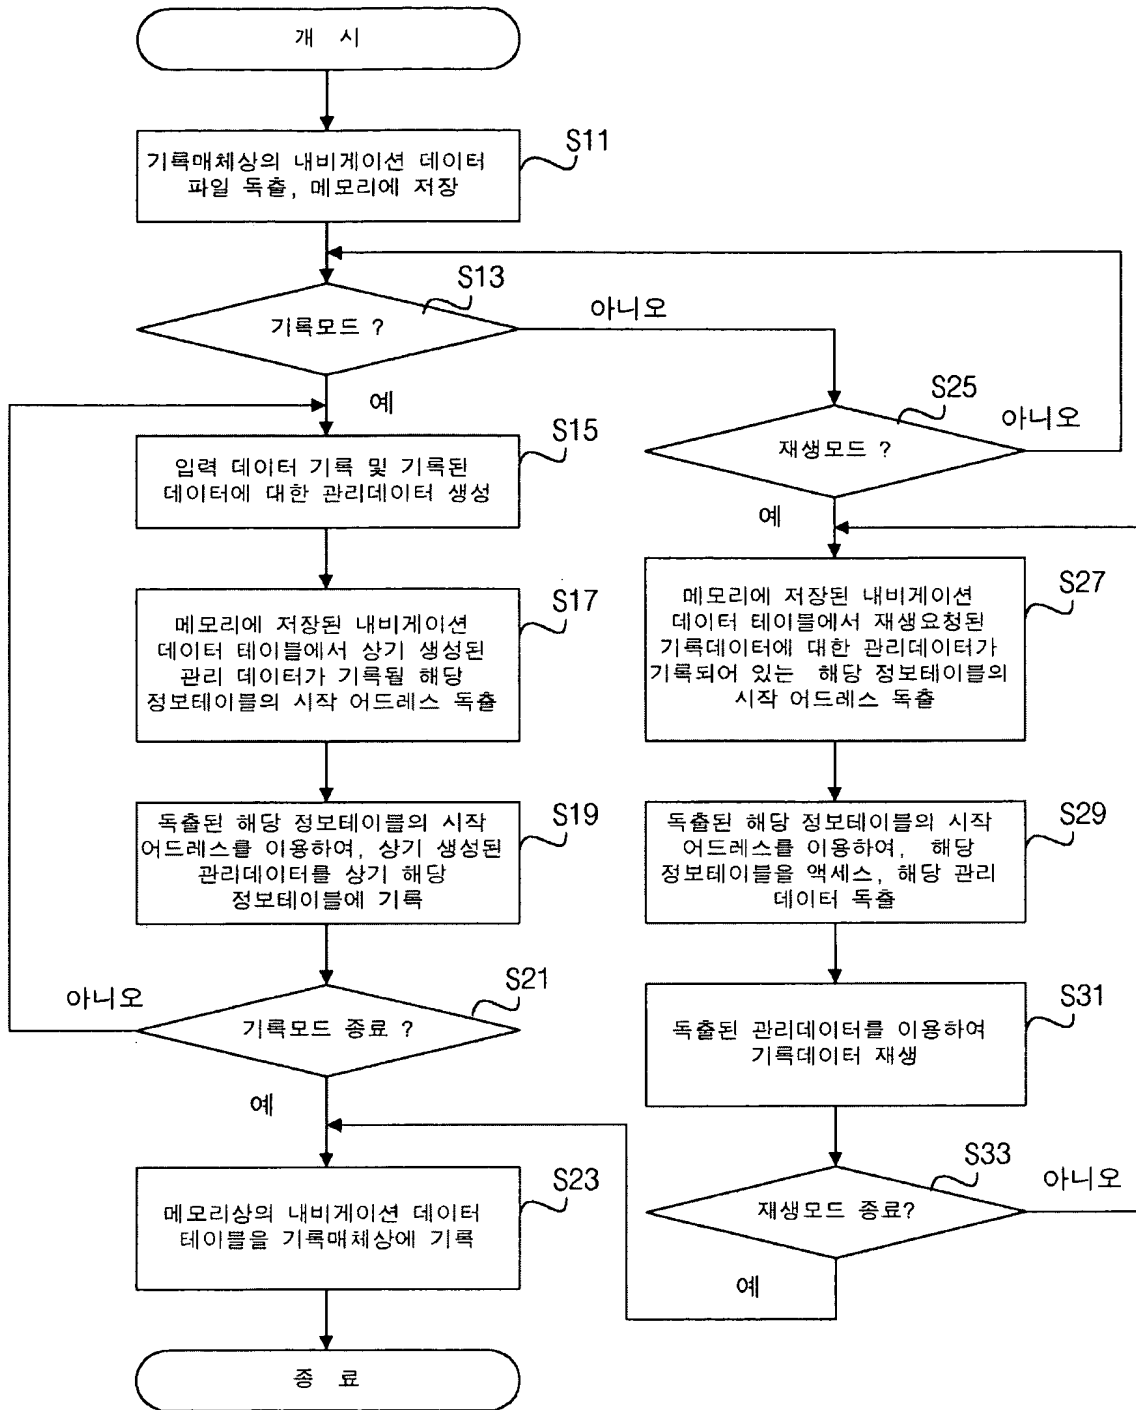 개 시
S11
기록매체상의 내비게이션 데이터
파일 독출, 메모리에 저장
S13
기록모드 ?
아니오
예
S15
입력 데이터 기록 및 기록된
데이터에 대한 관리데이터 생성
S17
메모리에 저장된 내비게이션
데이터 테이블에서 상기 생성된
관리 데이터가 기록될 해당
정보테이블의 시작 어드레스 독출
S19
독출된 해당 정보테이블의 시작
어드레스를 이용하여, 상기 생성된
관리데이터를 상기 해당
정보테이블에 기록
S21
아니오
기록모드 종료 ?
예
S23
메모리상의 내비게이션 데이터
테이블을 기록매체상에 기록
종 료
S25
아니오
재생모드 ?
예
S27
메모리에 저장된 내비게이션
데이터 테이블에서 재생요청된
기록데이터에 대한 관리데이터가
기록되어 있는 해당 정보테이블의
시작 어드레스 독출
S29
독출된 해당 정보테이블의 시작
어드레스를 이용하여, 해당
정보테이블을 액세스, 해당 관리
데이터 독출
S31
독출된 관리데이터를 이용하여
기록데이터 재생
S33
아니오
재생모드 종료?
예